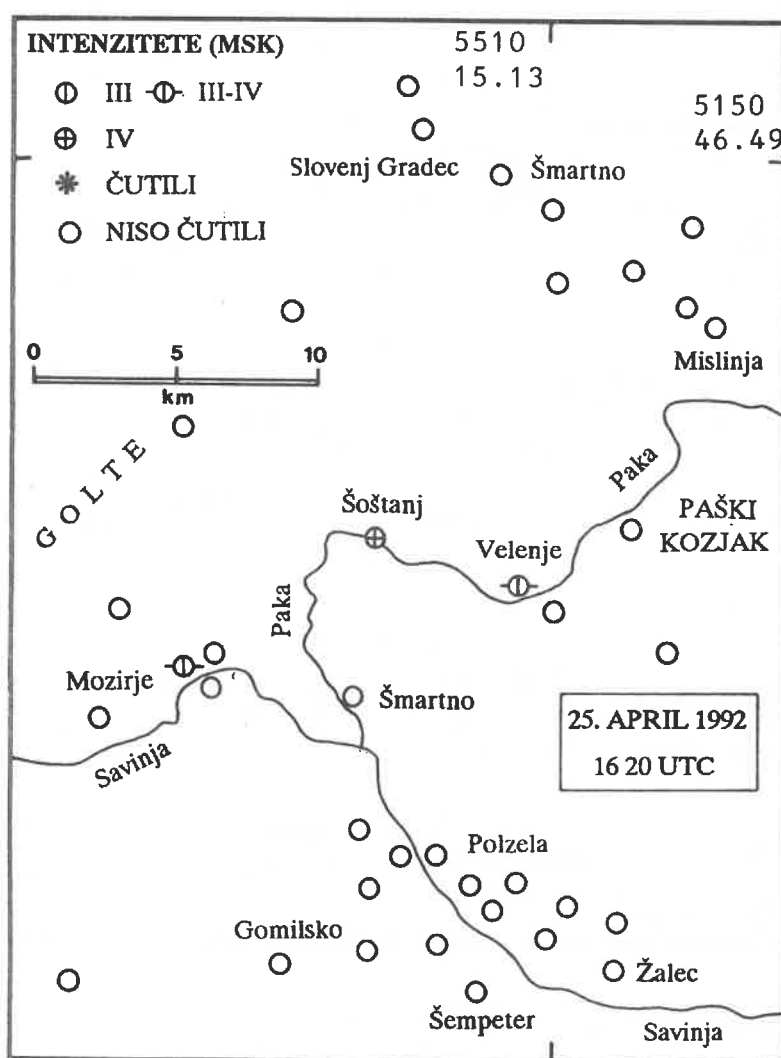 INTENZITETE (MSK)
III III-IV
IV
ČUTILI
NISO ČUTILI
5510
15.13
5150
46.49
Slovenj Gradec
Šmartno
0 5 10
km
Mislinja
GOLTE
Paka
Šoštanj
PAŠKI
KOZJAK
Velenje
Paka
Mozirje
Šmartno
25. APRIL 1992
16 20 UTC
Savinja
Polzela
Gomilsko
Žalec
Šempeter
Savinja